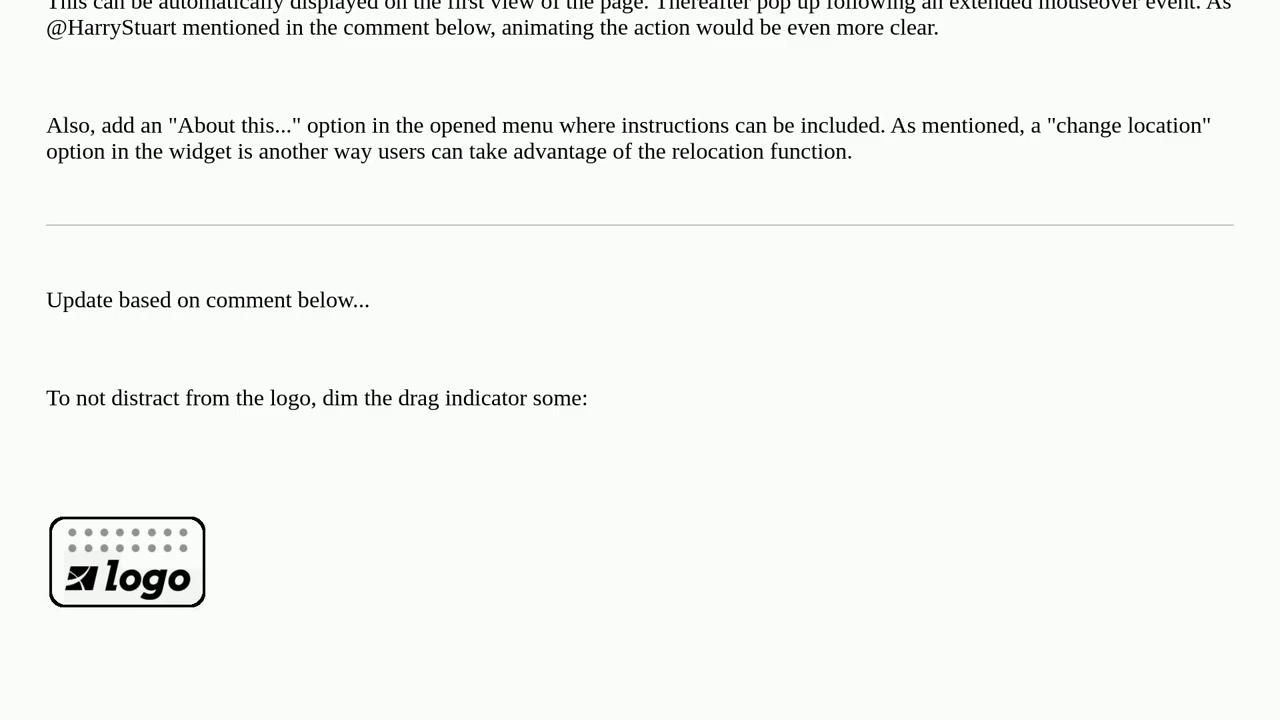 This can be automatically displayed on the first view of the page. Thereafter pop up following an extended mouseover event. As
@HarryStuart mentioned in the comment below, animating the action would be even more clear.
Also, add an "About this..." option in the opened menu where instructions can be included. As mentioned, a "change location"
option in the widget is another way users can take advantage of the relocation function.
Update based on comment below...
To not distract from the logo, dim the drag indicator some:
logo